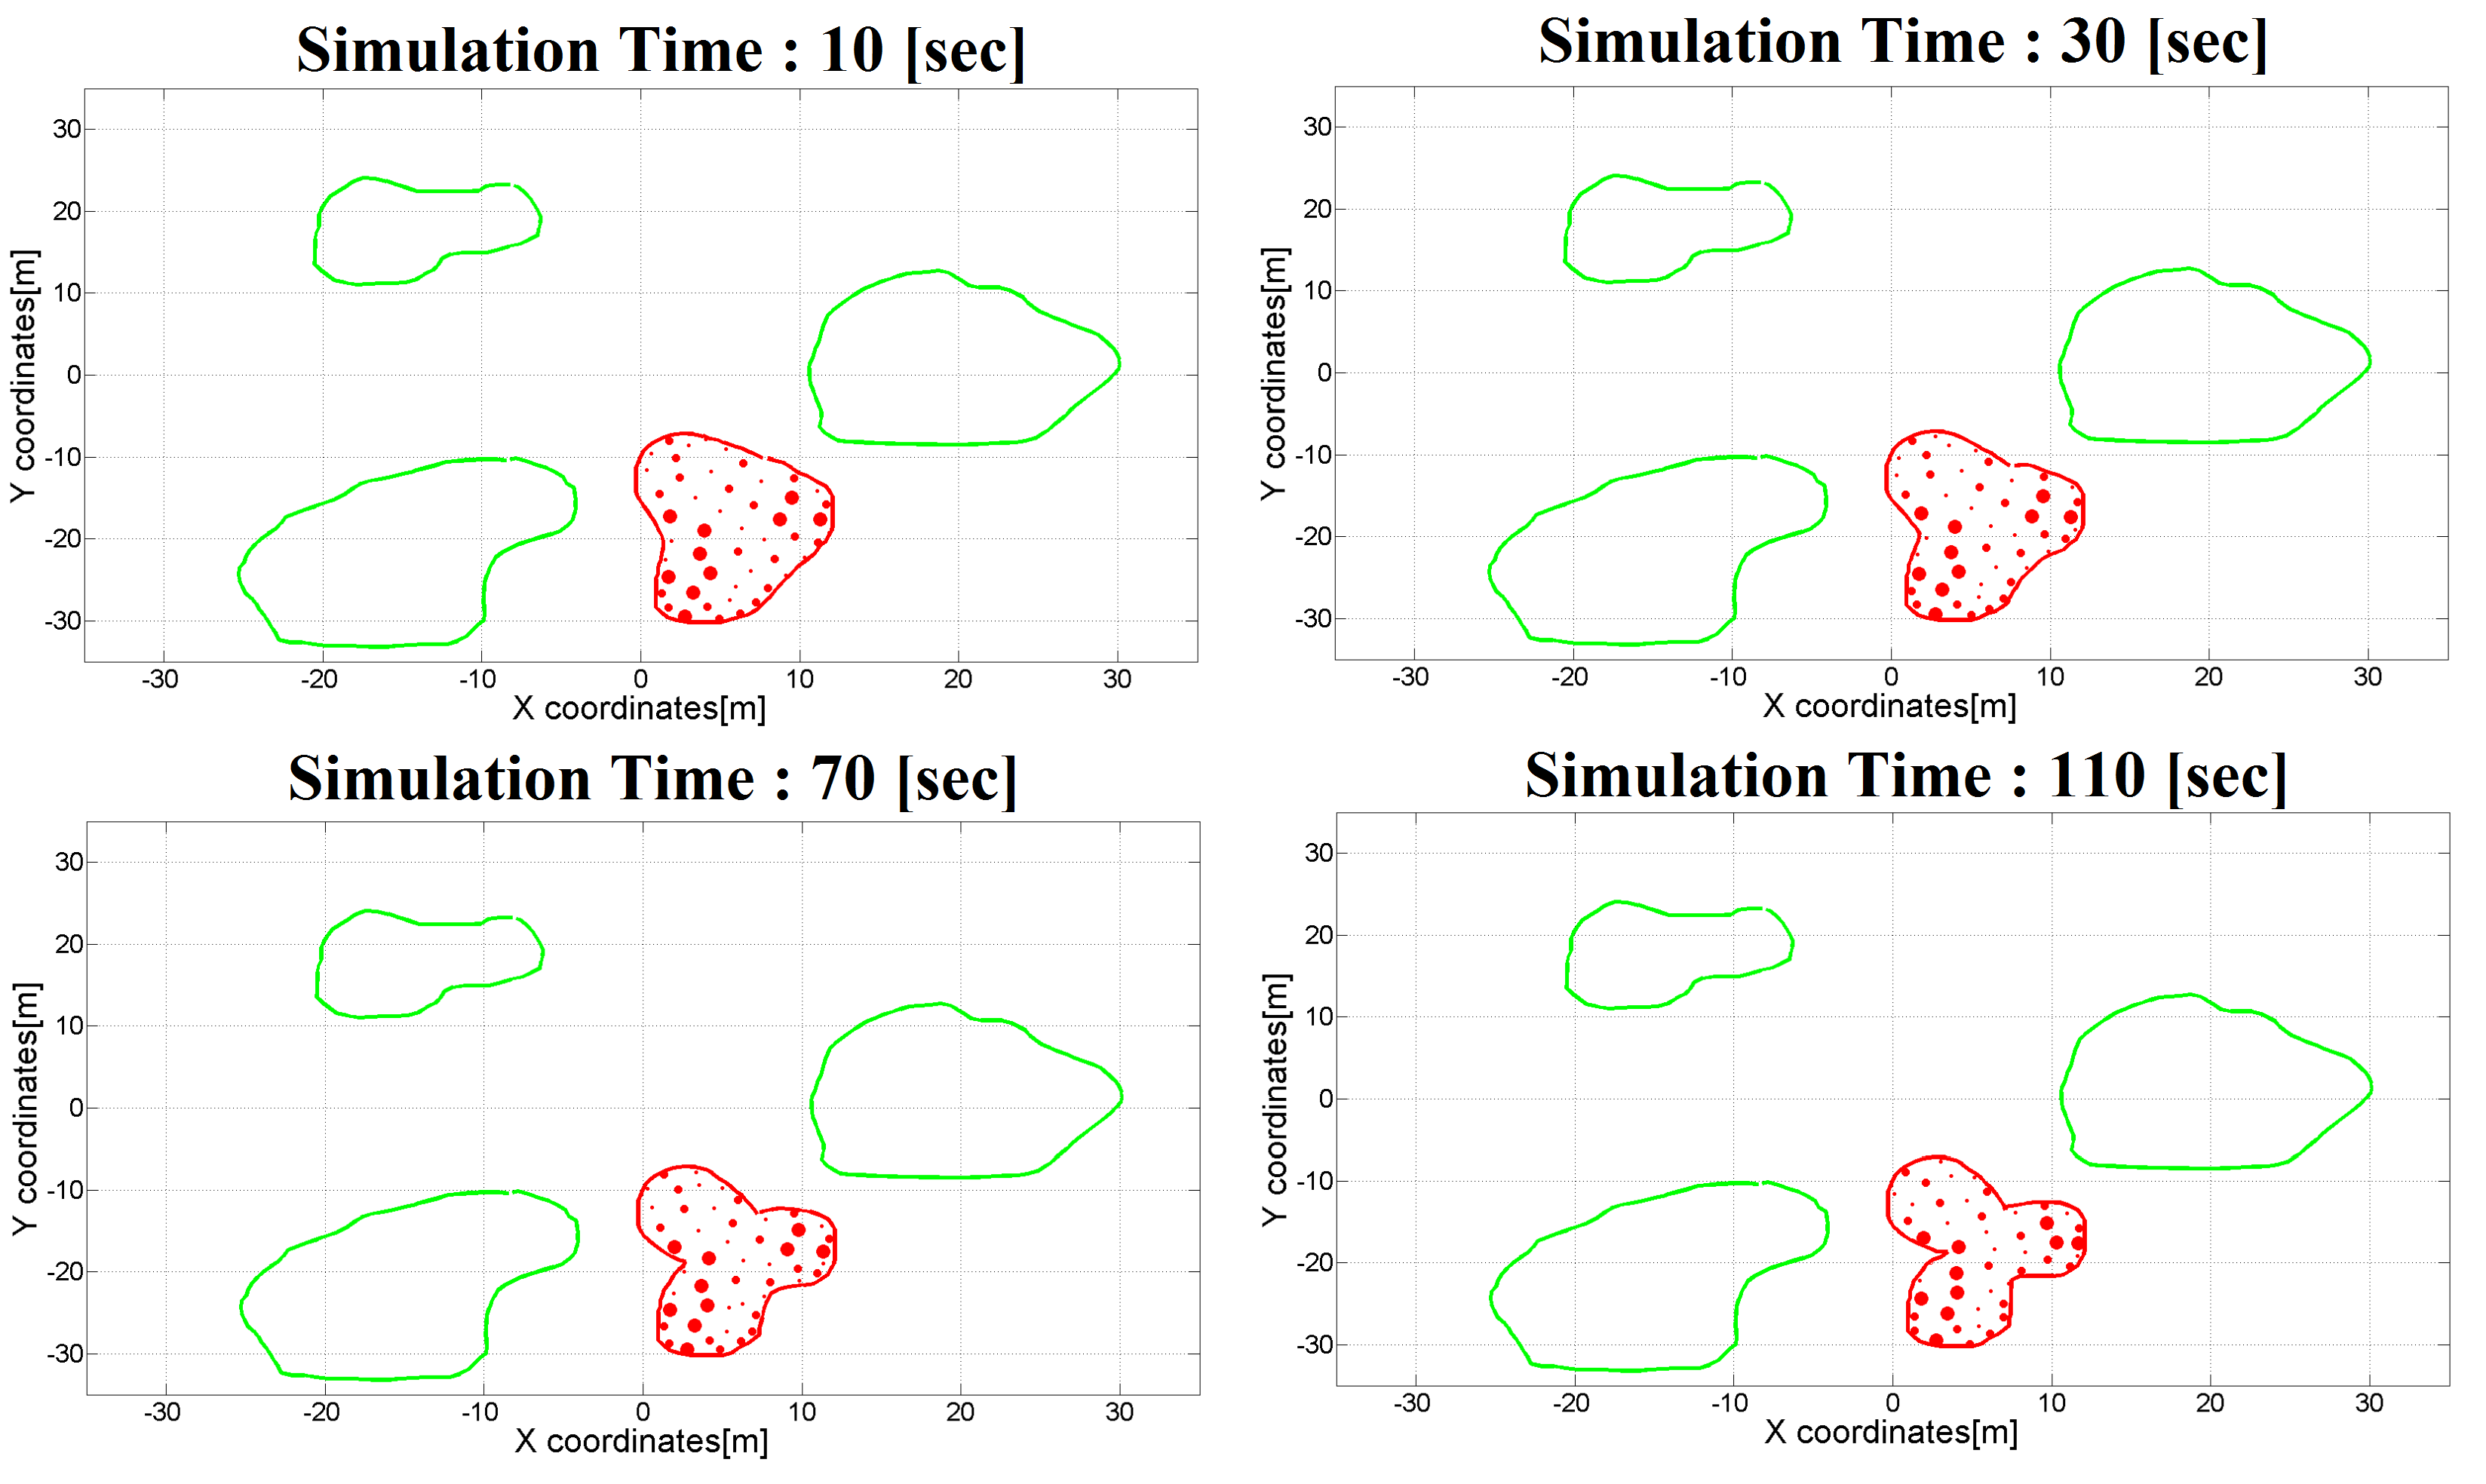 Simulation Time : 10 [sec]
30
20
10
0
-10
-20
-30
Y coordinates[m]
-30 -20 -10 0 10 20 30
X coordinates[m]
Simulation Time : 30 [sec]
30
20
10
0
-10
-20
-30
Y coordinates[m]
-30 -20 -10 0 10 20 30
X coordinates[m]
Simulation Time : 70 [sec]
30
20
10
0
-10
-20
-30
Y coordinates[m]
-30 -20 -10 0 10 20 30
X coordinates[m]
Simulation Time : 110 [sec]
30
20
10
0
-10
-20
-30
Y coordinates[m]
-30 -20 -10 0 10 20 30
X coordinates[m]